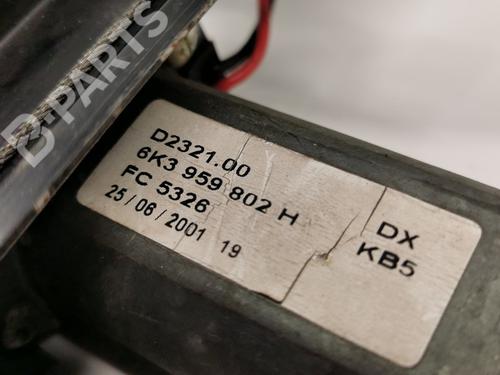 D-PARTS
D2321.00
6K3 959 802 H
FC 5326
25/06/2001 19
DX
KB5